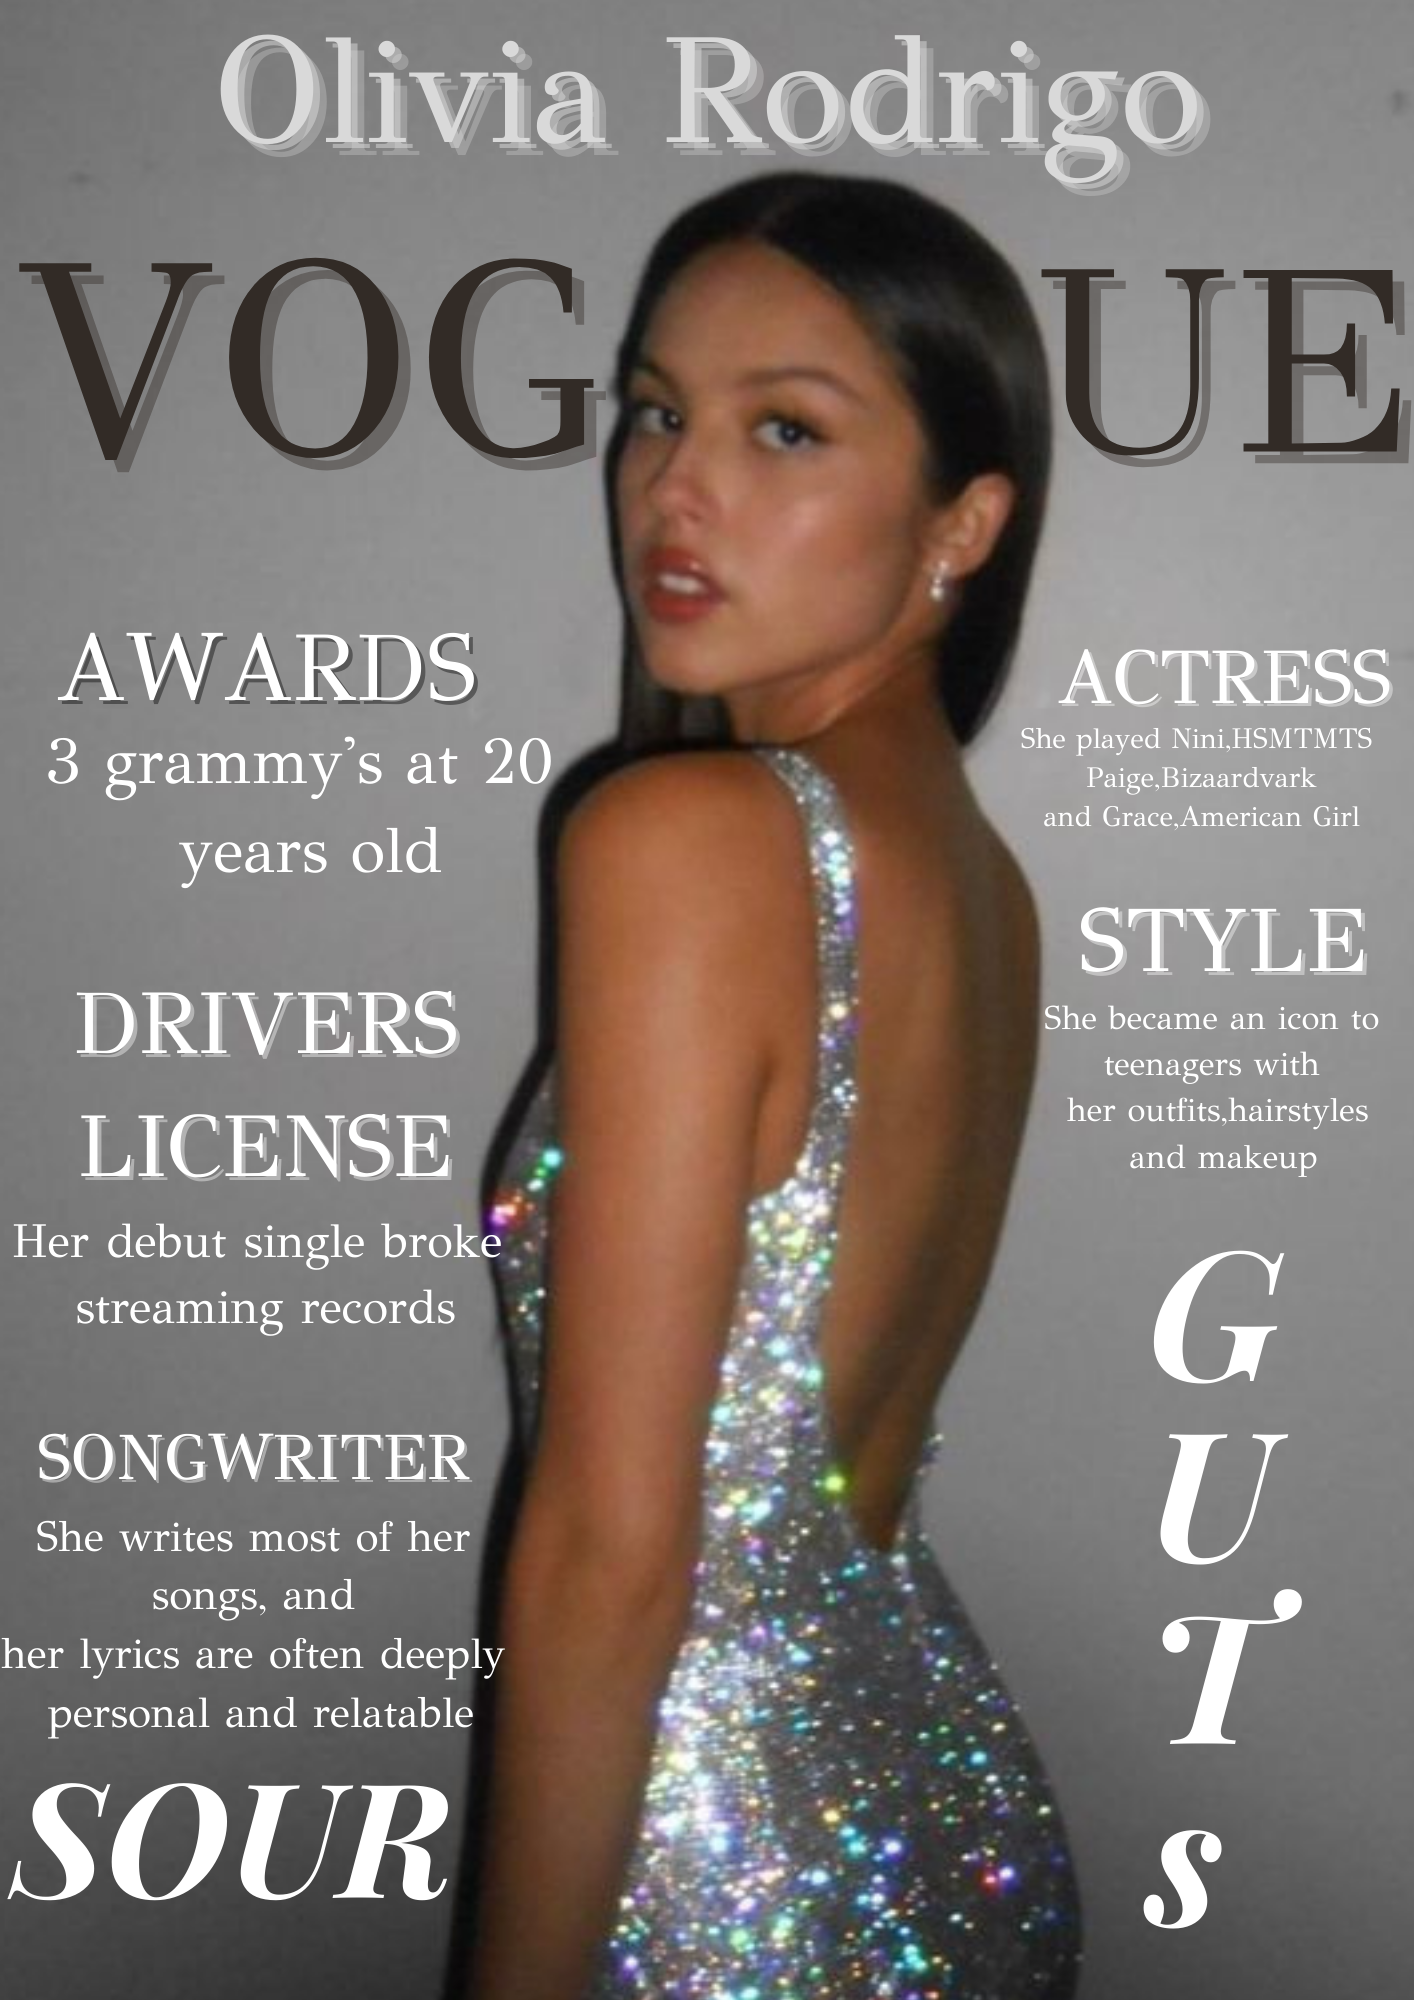 Olivia Rodrigo
VOGUE
AWARDS
3 grammy's at 20
years old
DRIVERS
LICENSE
Her debut single broke
streaming records
SONGWRITER
She writes most of her
songs, and
her lyrics are often deeply
personal and relatable
SOUR
ACTRESS
She played Nini,HSMTMTS
Paige,Bizaardvark
and Grace,American Girl
STYLE
She became an icon to
teenagers with
her outfits,hairstyles
and makeup
G
U
T
s